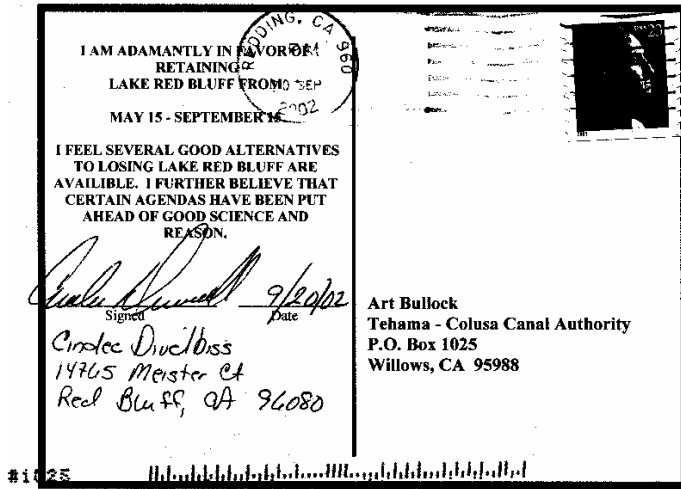 I AM ADAMANTLY IN FAVOR OF
RETAINING
LAKE RED BLUFF FROM
MAY 15 - SEPTEMBER 15
I FEEL SEVERAL GOOD ALTERNATIVES
TO LOSING LAKE RED BLUFF ARE
AVAILIBLE. I FURTHER BELIEVE THAT
CERTAIN AGENDAS HAVE BEEN PUT
AHEAD OF GOOD SCIENCE AND
REASON.
9/20/02
Signed Date
Cindee Divelbiss
14765 Meister Ct
Red Bluff, CA 96080
REDDING, CA 960
PM
SEP
2002
23
Art Bullock
Tehama - Colusa Canal Authority
P.O. Box 1025
Willows, CA 95988